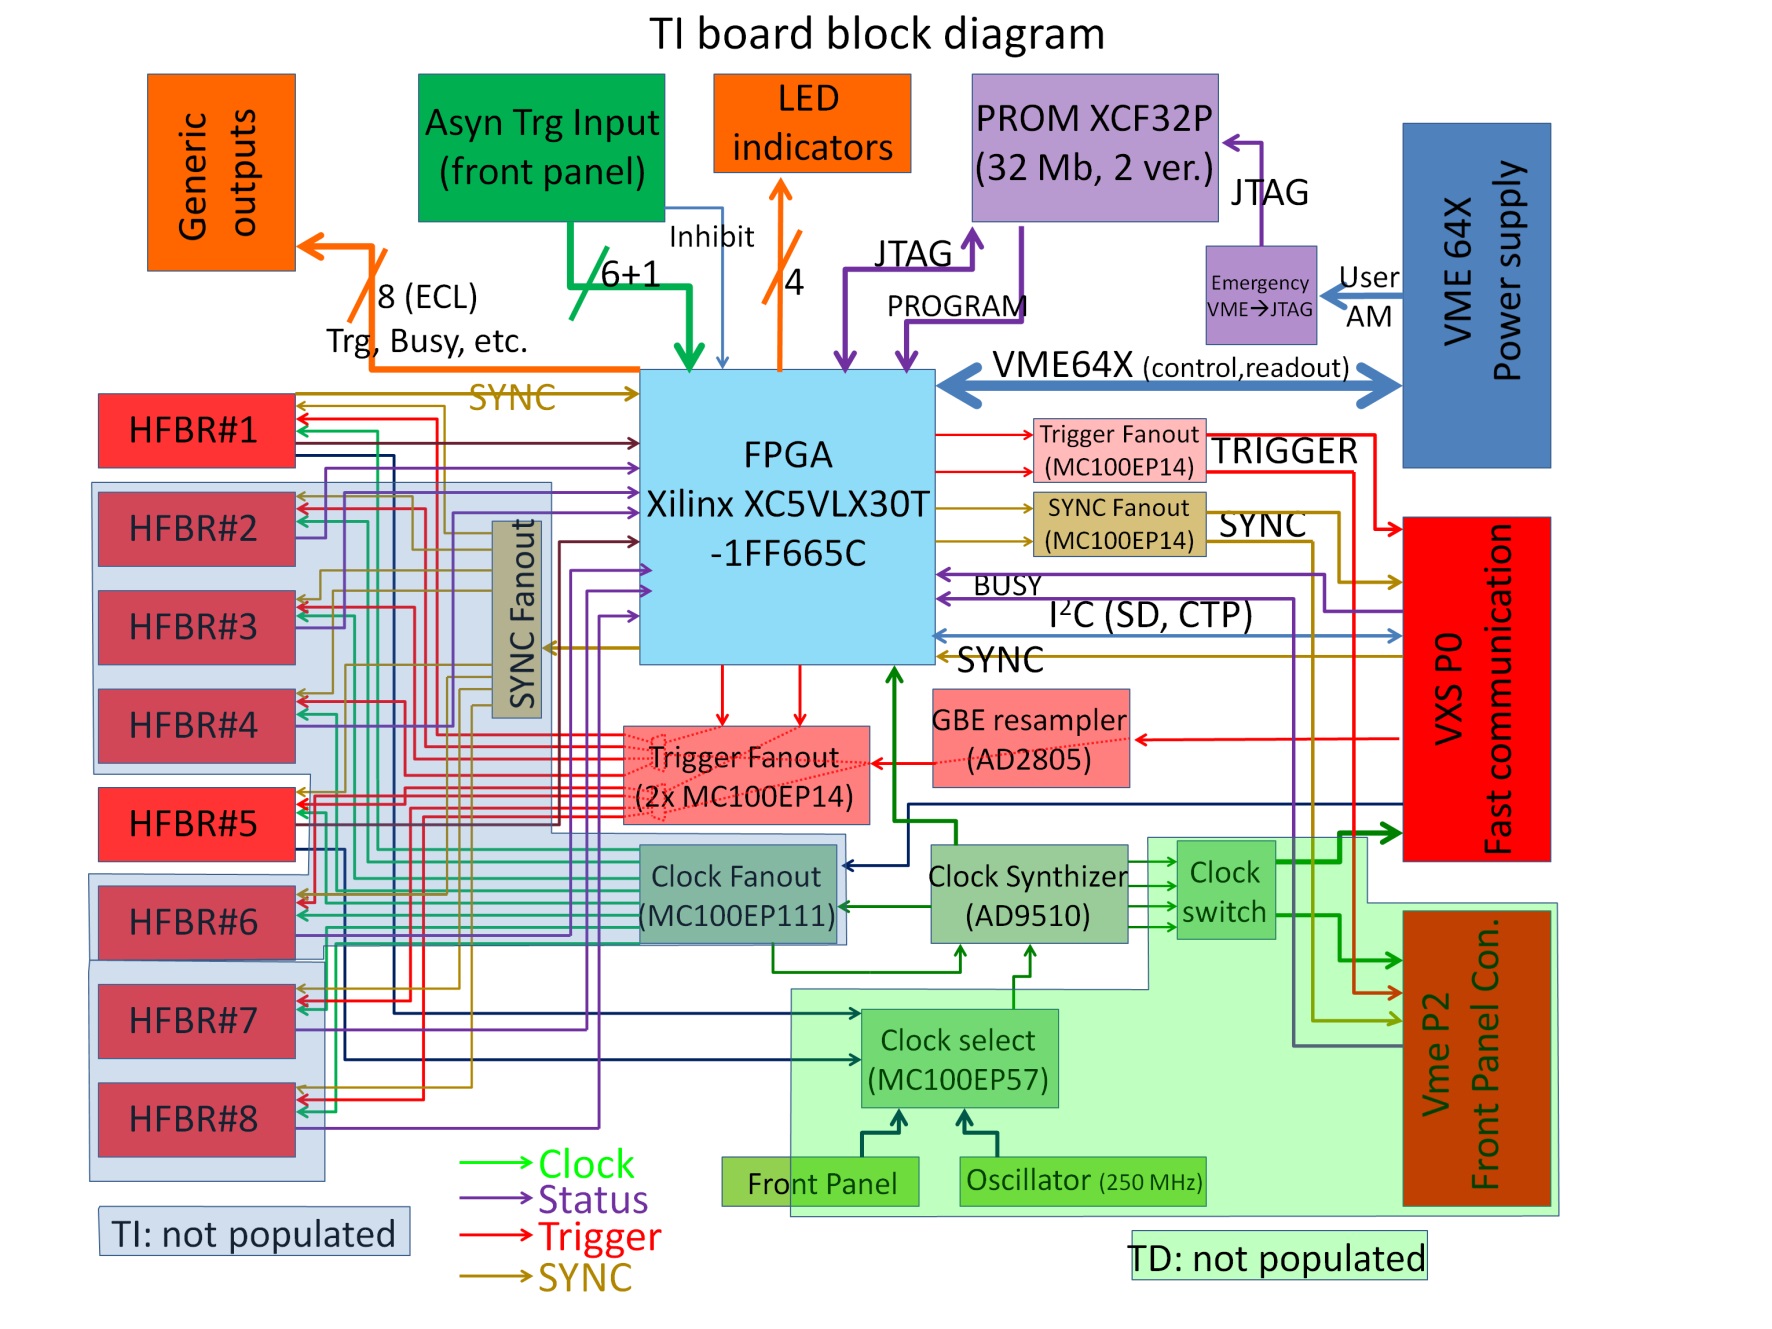 TI board block diagram
Generic
outputs
Asyn Trg Input
(front panel)
LED
indicators
PROM XCF32P
(32 Mb, 2 ver.)
VME 64X
Power supply
JTAG
Emergency
VME→JTAG
User
AM
Inhibit
6+1
4
JTAG
PROGRAM
8 (ECL)
Trg, Busy, etc.
VME64X (control,readout)
SYNC
HFBR#1
HFBR#2
HFBR#3
HFBR#4
HFBR#5
HFBR#6
HFBR#7
HFBR#8
SYNC Fanout
FPGA
Xilinx XC5VLX30T
-1FF665C
Trigger Fanout
(MC100EP14)
TRIGGER
SYNC Fanout
(MC100EP14)
SYNC
BUSY
I²C (SD, CTP)
SYNC
VXS P0
Fast communication
GBE resampler
(AD2805)
Trigger Fanout
(2x MC100EP14)
Clock Fanout
(MC100EP111)
Clock Synthizer
(AD9510)
Clock
switch
Clock select
(MC100EP57)
Vme P2
Front Panel Con.
Front Panel
Oscillator (250 MHz)
Clock
Status
Trigger
SYNC
TI: not populated
TD: not populated